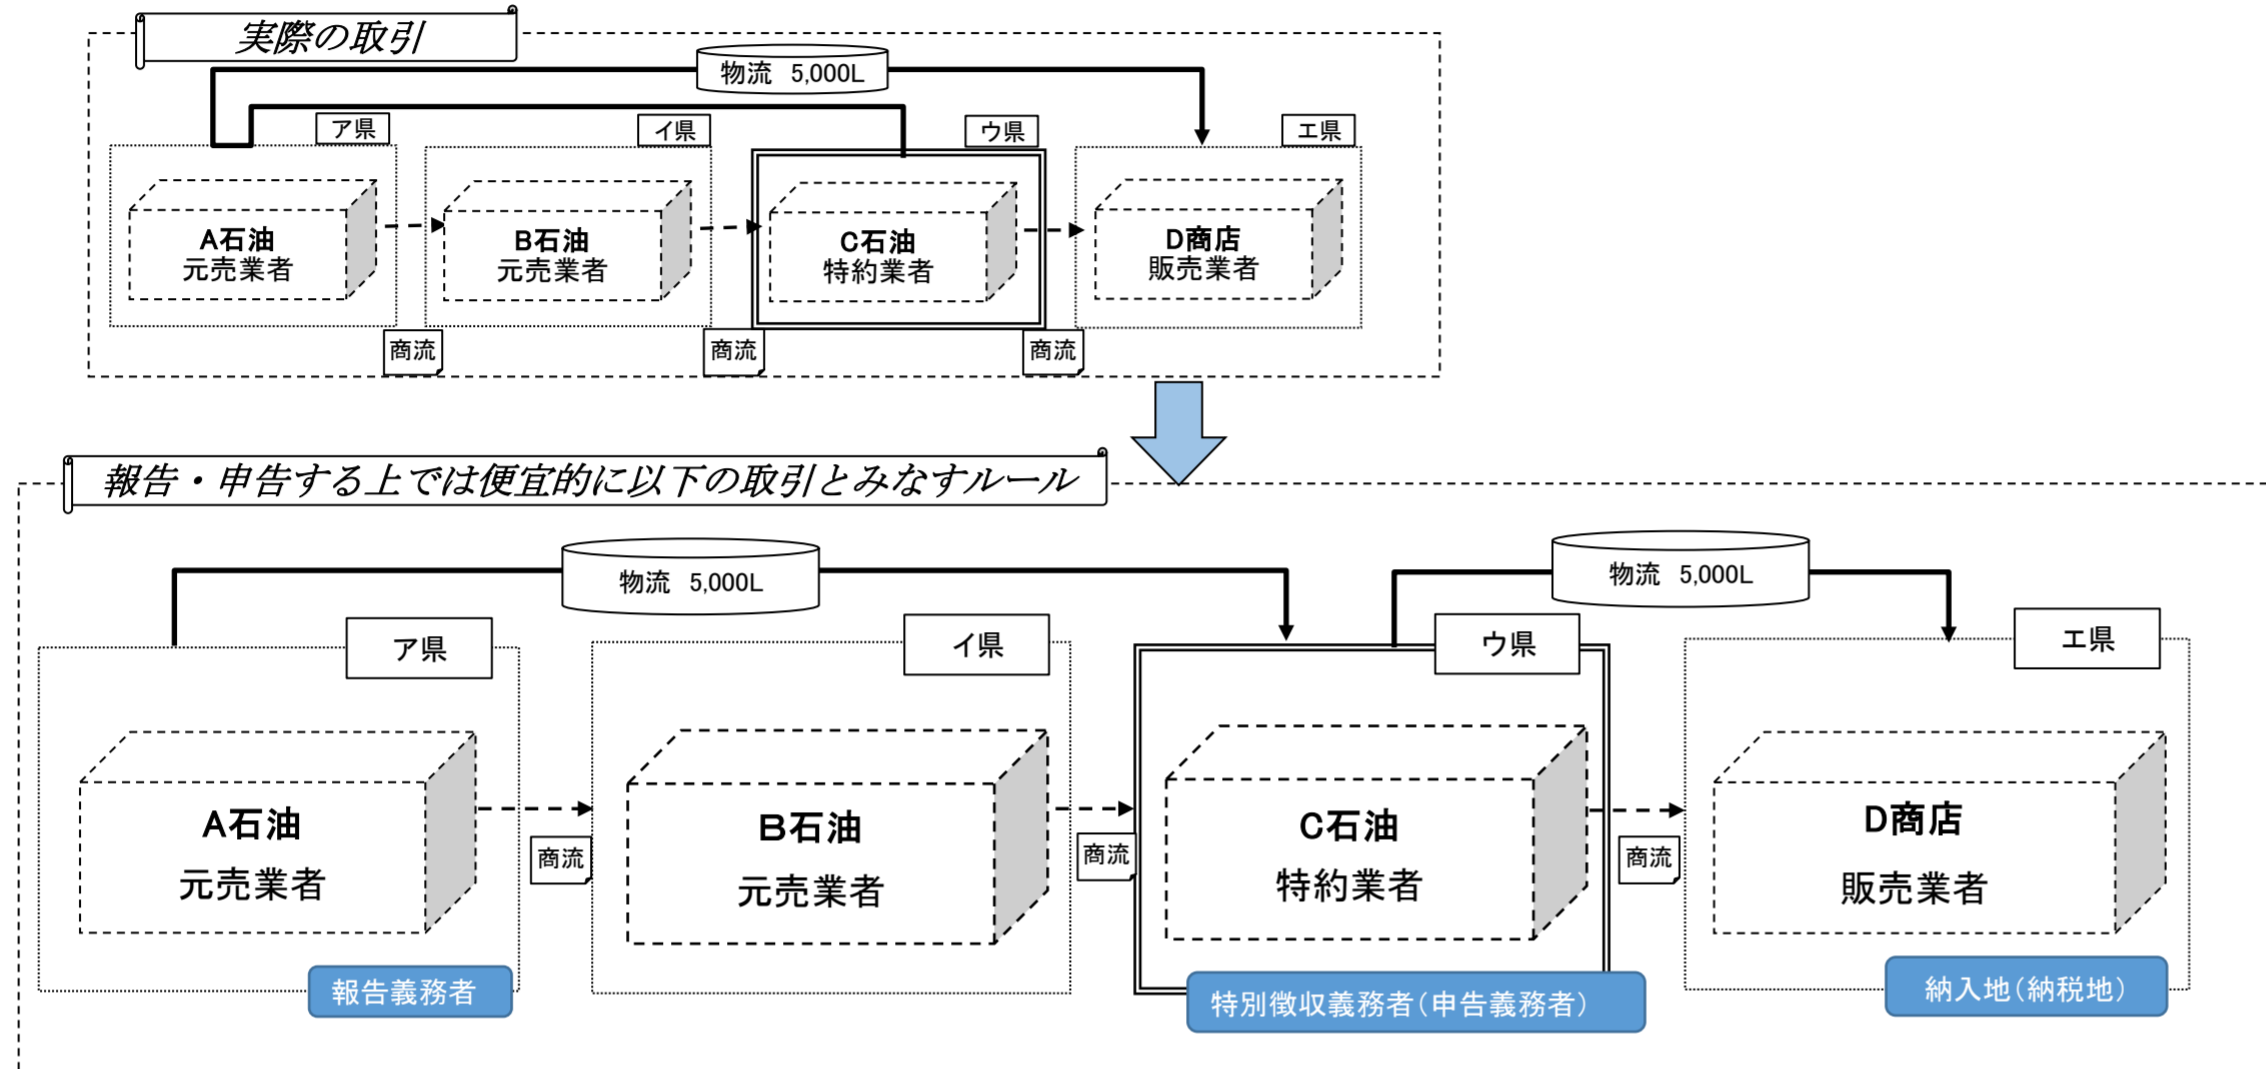 実際の取引
物流 5,000L
ア県
イ県
ウ県
エ県
A石油
元売業者
B石油
元売業者
C石油
特約業者
D商店
販売業者
商流
商流
商流
報告・申告する上では便宜的に以下の取引とみなすルール
物流 5,000L
物流 5,000L
ア県
イ県
ウ県
エ県
A石油
元売業者
B石油
元売業者
C石油
特約業者
D商店
販売業者
商流
商流
商流
報告義務者
特別徴収義務者(申告義務者)
納入地(納税地)